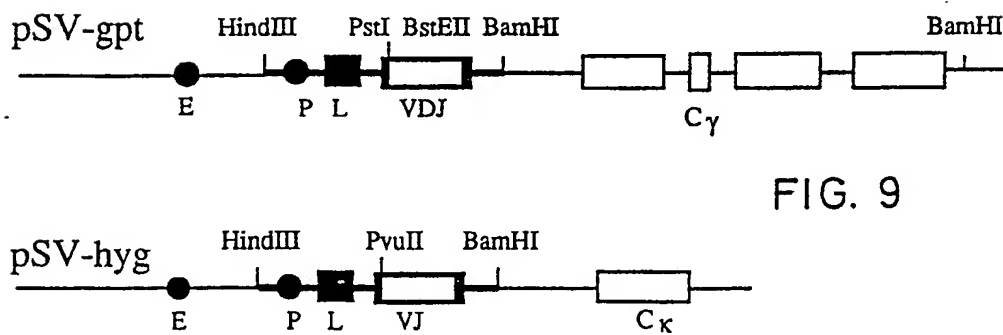 pSV-gpt
HindIII PstI BstEII BamHI BamHI
E P L VDJ Cγ
FIG. 9
pSV-hyg
HindIII PvuII BamHI
E P L VJ Cκ